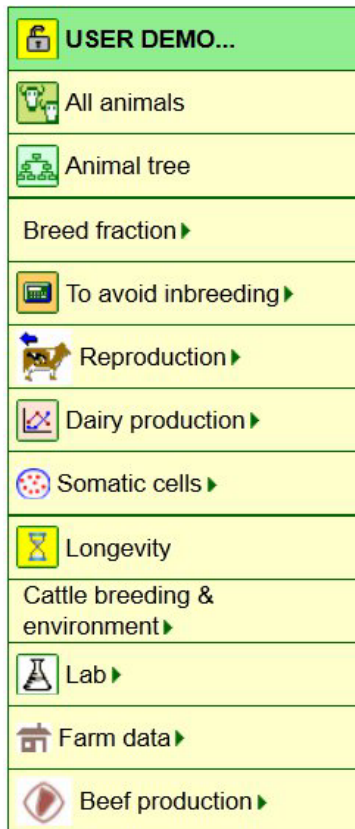 USER DEMO...
All animals
Animal tree
Breed fraction
To avoid inbreeding
Reproduction
Dairy production
Somatic cells
Longevity
Cattle breeding &
environment
Lab
Farm data
Beef production